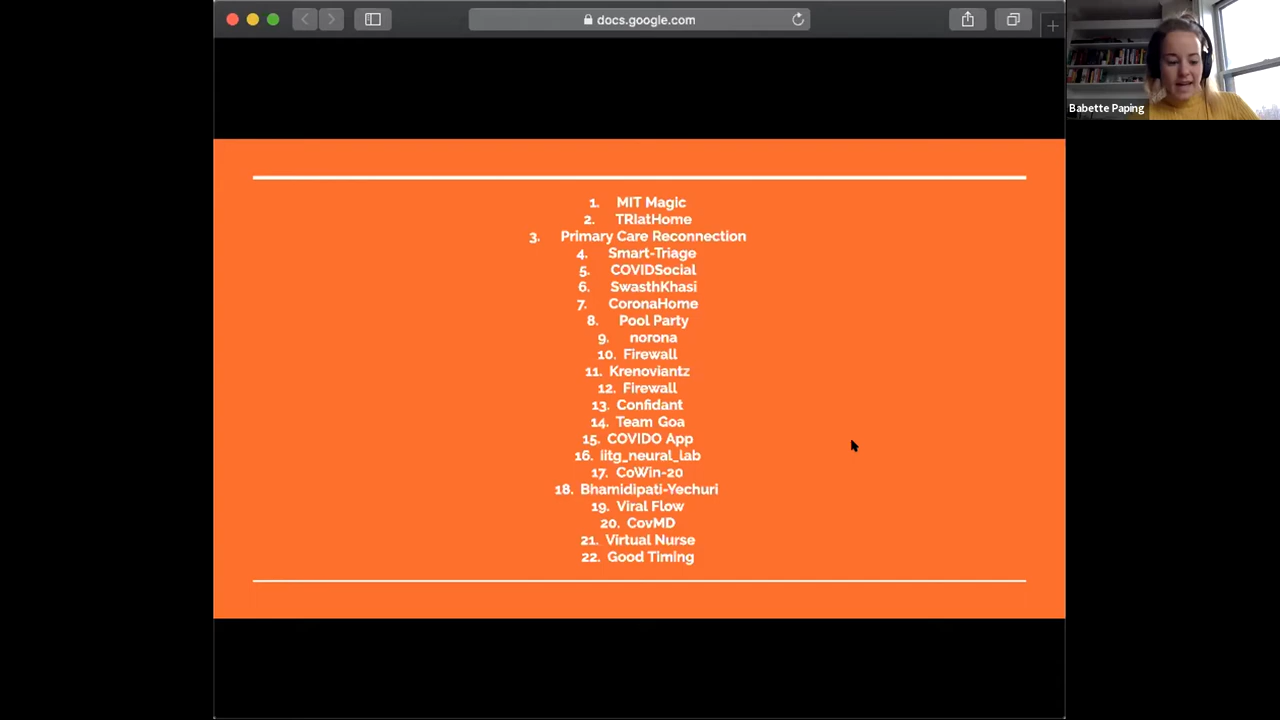 docs.google.com
Babette Paping
1. MIT Magic
2. TRIatHome
3. Primary Care Reconnection
4. Smart-Triage
5. COVIDSocial
6. SwasthKhasi
7. CoronaHome
8. Pool Party
9. norona
10. Firewall
11. Krenoviantz
12. Firewall
13. Confidant
14. Team Goa
15. COVIDO App
16. iitg_neural_lab
17. CoWin-20
18. Bhamidipati-Yechuri
19. Viral Flow
20. CovMD
21. Virtual Nurse
22. Good Timing